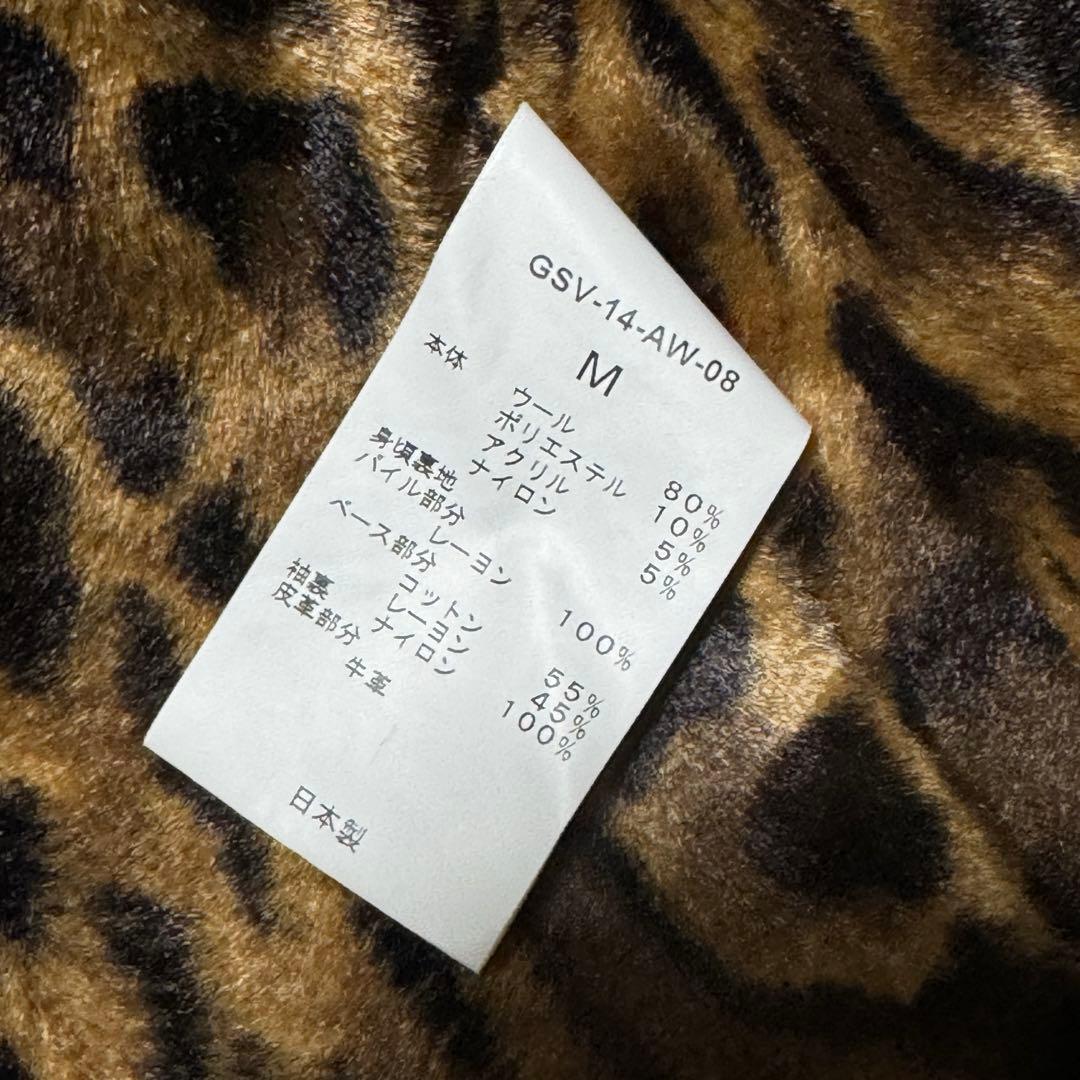 GSV-14-AW-08
M
本体
ウール 80%
ポリエステル 10%
アクリル 5%
ナイロン 5%
身頃裏地
パイル部分
レーヨン 100%
ベース部分
コットン 55%
レーヨン 45%
袖裏 ナイロン 100%
皮革部分
牛革
日本製